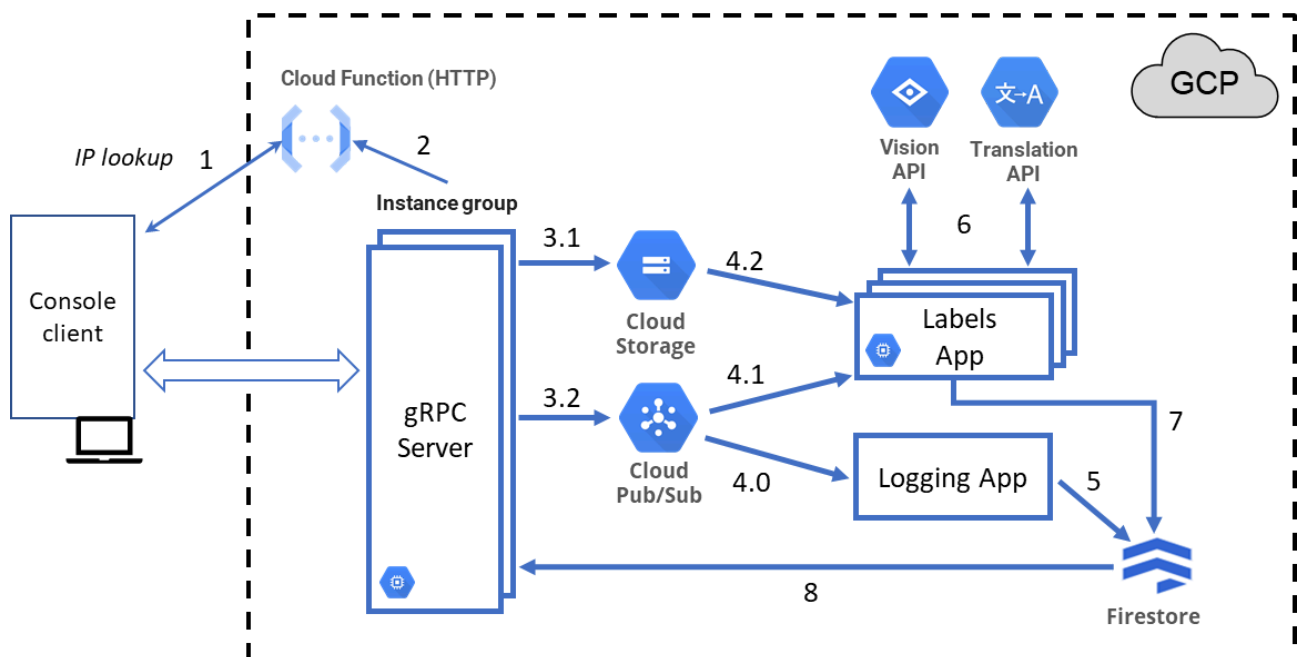 Cloud Function (HTTP)
GCP
文→A
IP lookup
1
2
Vision
API
Translation
API
Instance group
3.1
4.2
6
Console
client
Cloud
Storage
Labels
App
3.2
4.1
gRPC
Server
7
Cloud
Pub/Sub
4.0
Logging App
5
8
Firestore